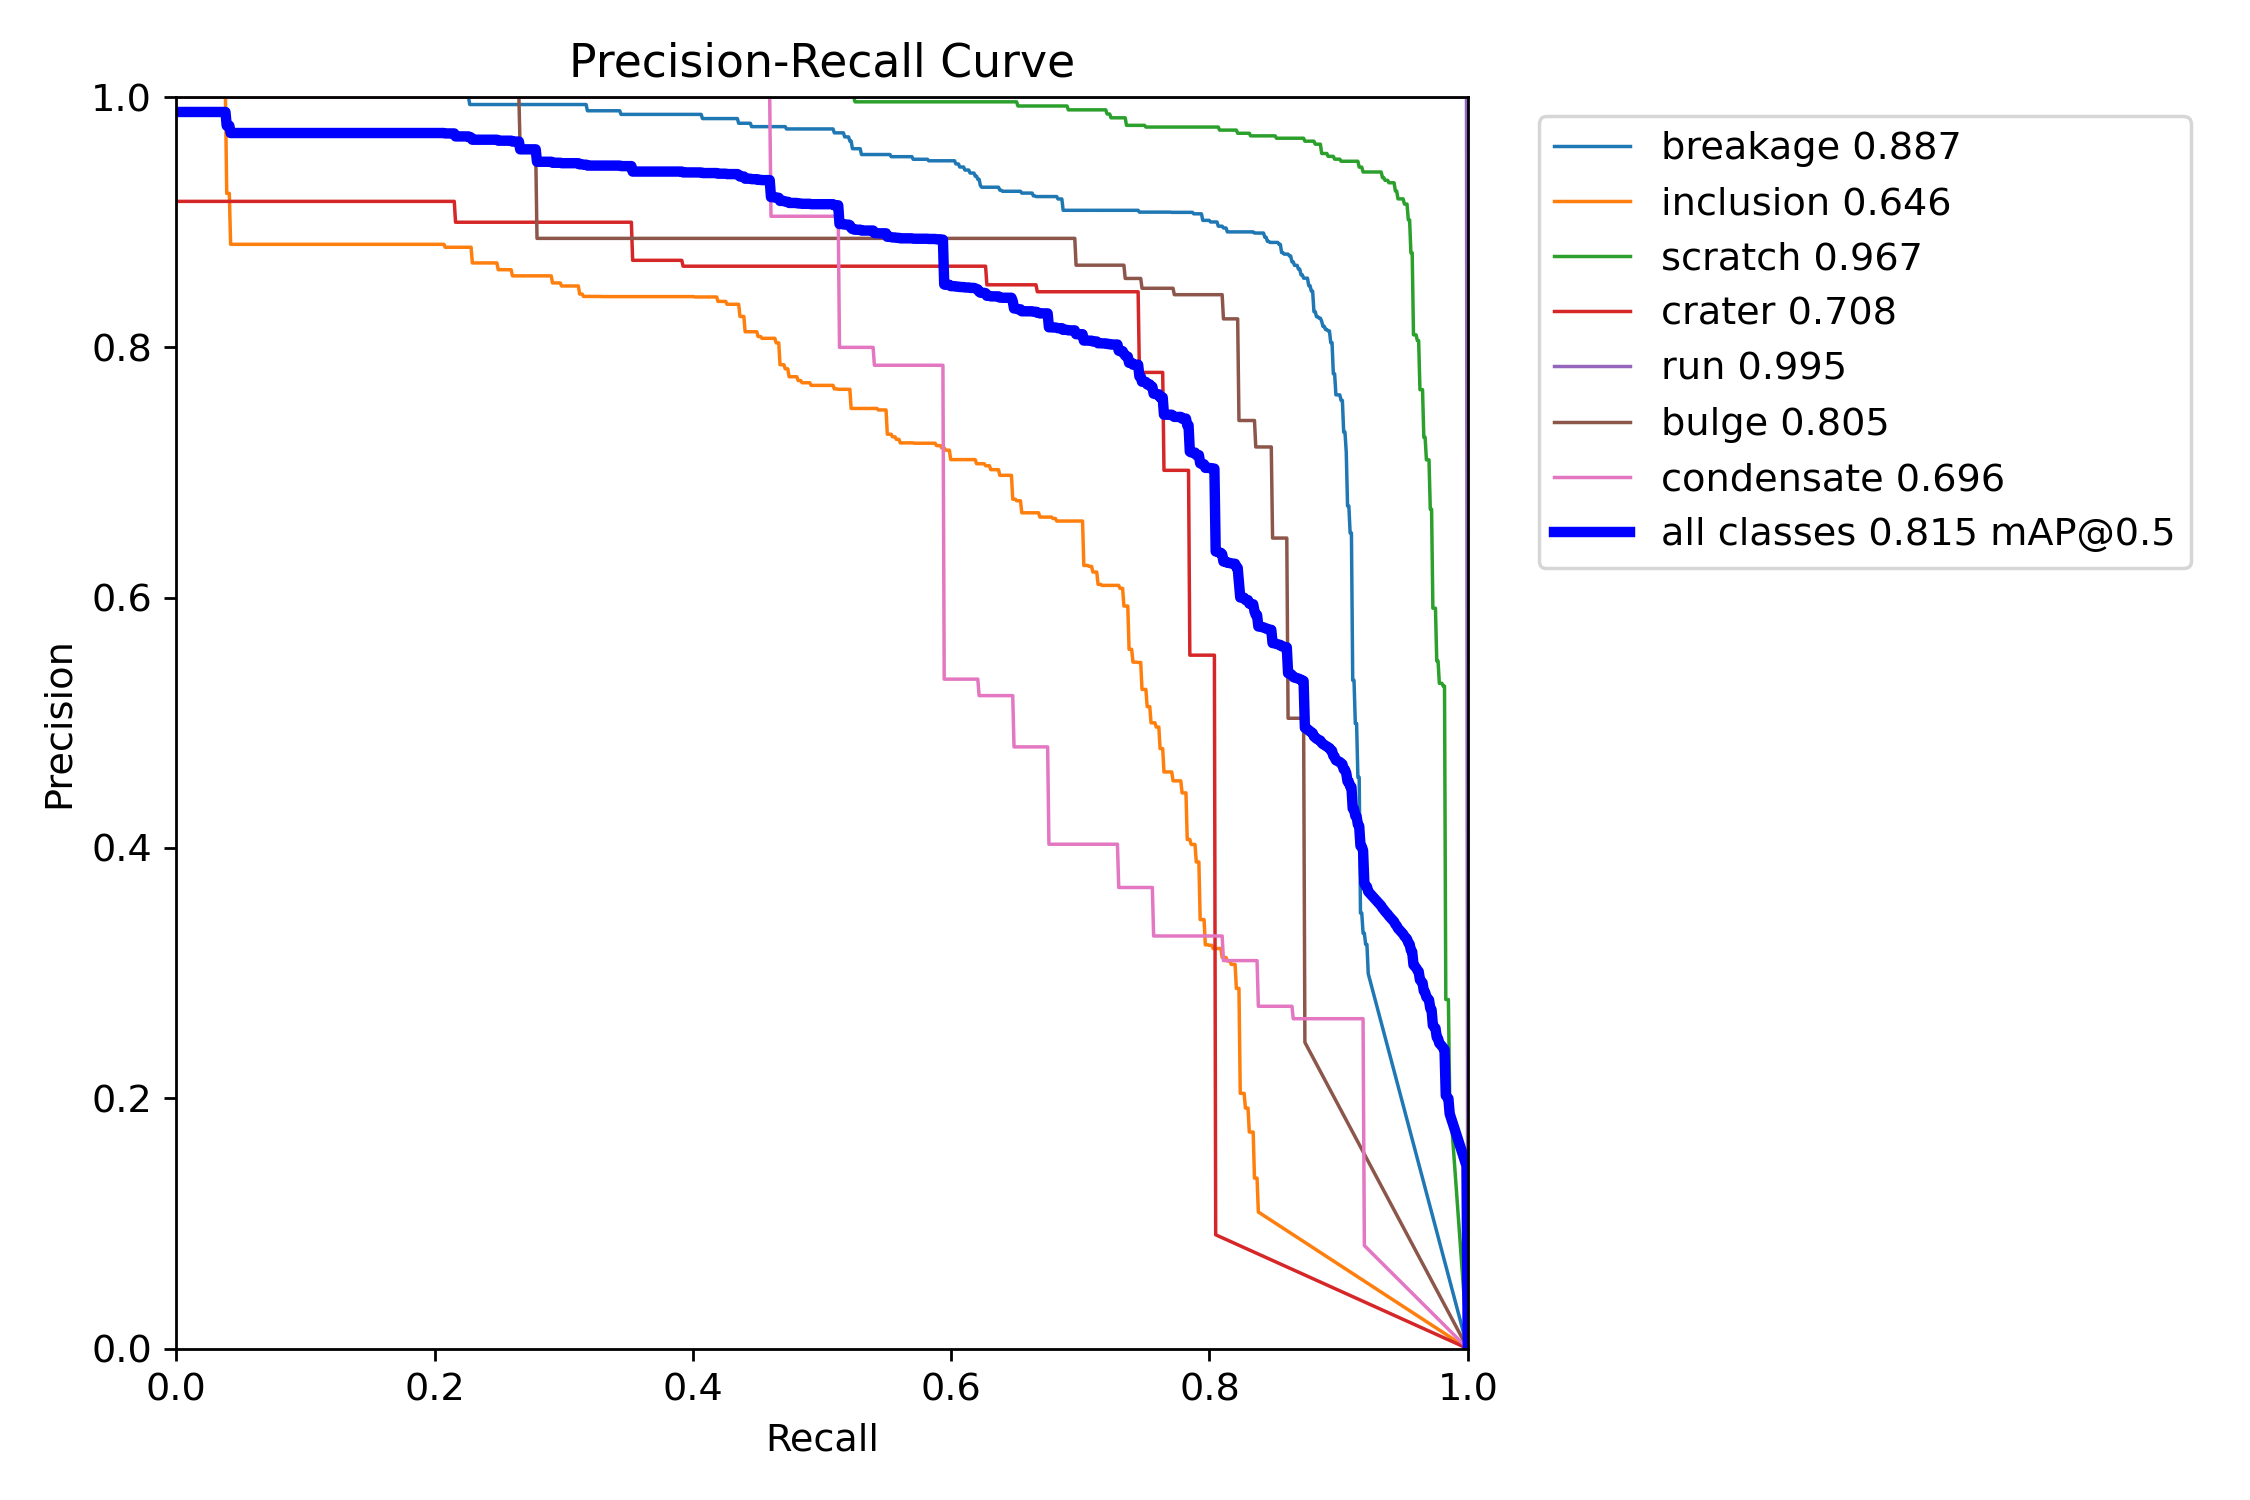 Precision-Recall Curve
1.0
0.8
0.6
0.4
0.2
0.0
Precision
0.0 0.2 0.4 0.6 0.8 1.0
Recall
breakage 0.887
inclusion 0.646
scratch 0.967
crater 0.708
run 0.995
bulge 0.805
condensate 0.696
all classes 0.815 mAP@0.5